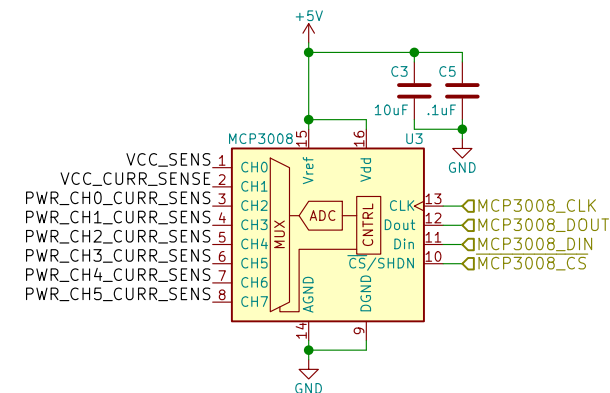 +5V
C3 C5
10uF .1uF
GND
MCP3008 15 16 U3
Vref Vdd
VCC_SENS 1 CH0
VCC_CURR_SENSE 2 CH1
PWR_CH0_CURR_SENS 3 CH2
PWR_CH1_CURR_SENS 4 CH3
PWR_CH2_CURR_SENS 5 CH4
PWR_CH3_CURR_SENS 6 CH5
PWR_CH4_CURR_SENS 7 CH6
PWR_CH5_CURR_SENS 8 CH7
MUX ADC CNTRL
CLK 13 MCP3008_CLK
Dout 12 MCP3008_DOUT
Din 11 MCP3008_DIN
CS/SHDN 10 MCP3008_CS
AGND DGND
14 9
GND